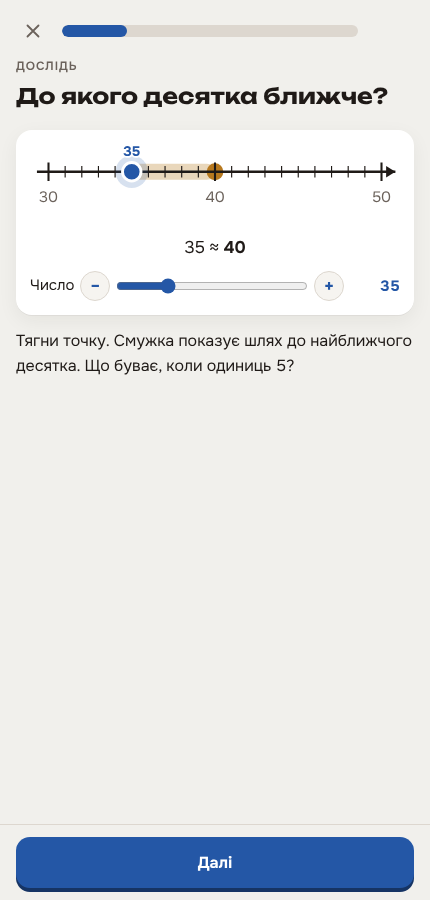 ДОСЛІДЬ
До якого десятка ближче?
35
30 40 50
35 ≈ 40
Число − + 35
Тягни точку. Смужка показує шлях до найближчого
десятка. Що буває, коли одиниць 5?
Далі